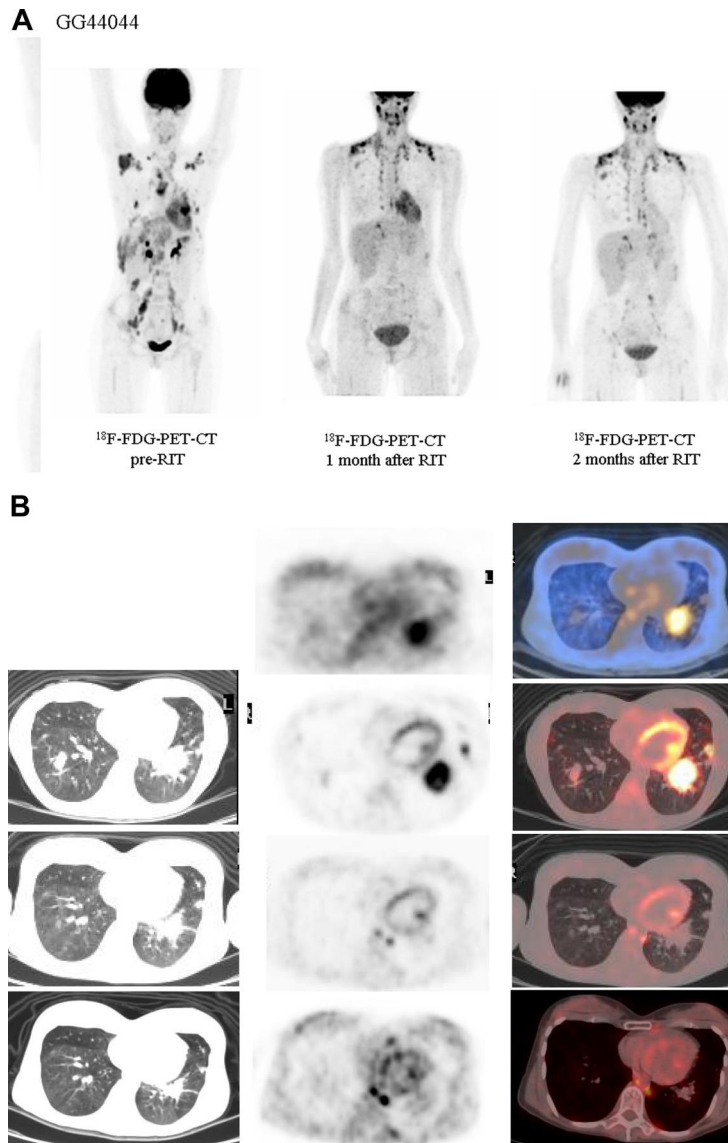 A
GG44044
18F-FDG-PET-CT
pre-RIT
18F-FDG-PET-CT
1 month after RIT
18F-FDG-PET-CT
2 months after RIT
B
L
L
R